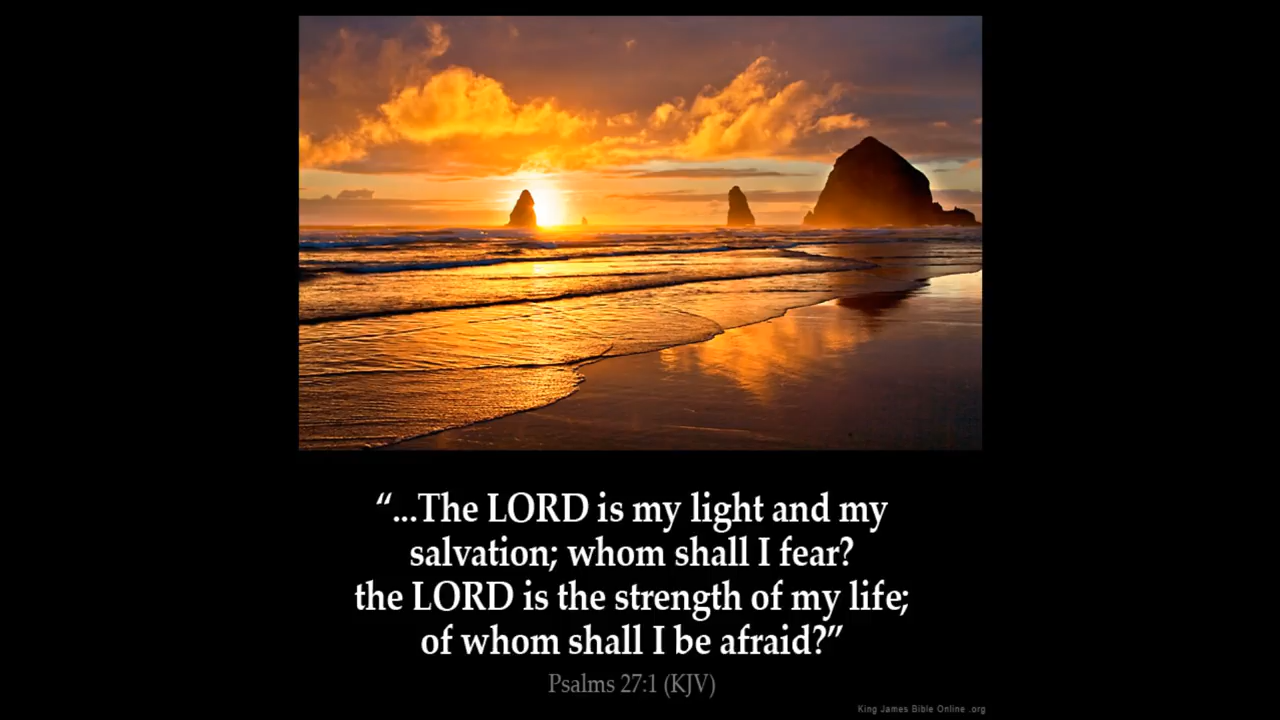 “...The LORD is my light and my
salvation; whom shall I fear?
the LORD is the strength of my life;
of whom shall I be afraid?”
Psalms 27:1 (KJV)
King James Bible Online .org